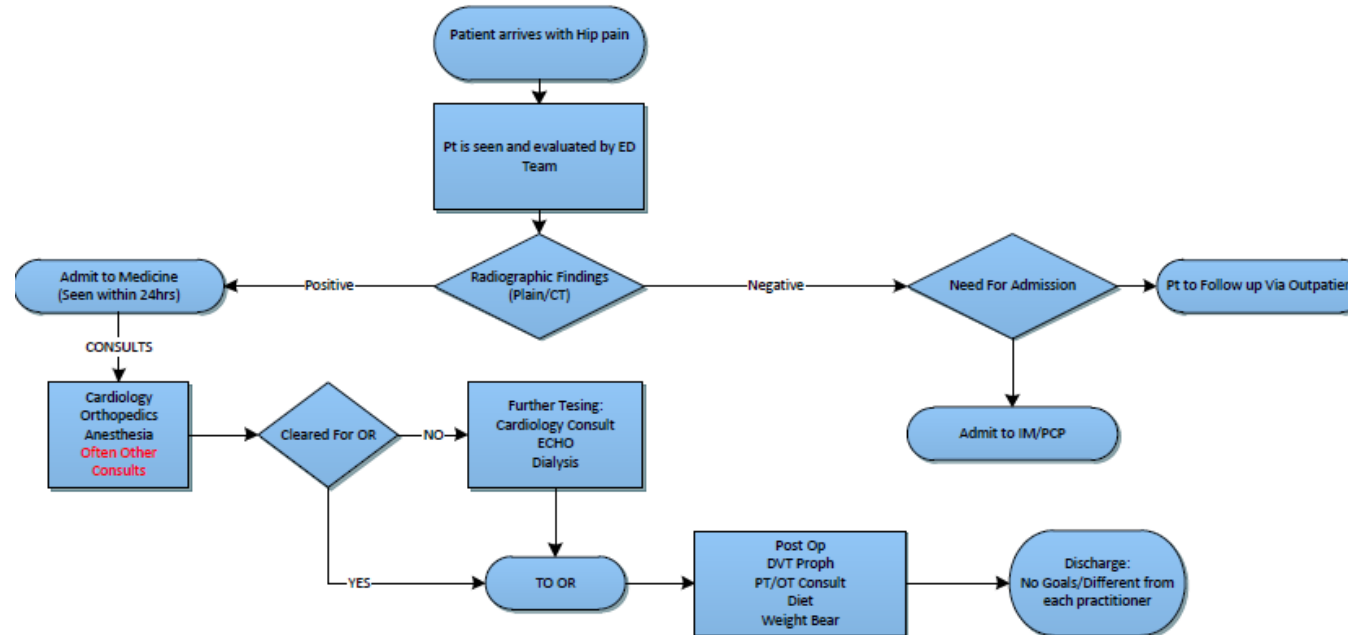 Patient arrives with Hip pain
Pt is seen and evaluated by ED
Team
Radiographic Findings
(Plain/CT)
Positive
Negative
Admit to Medicine
(Seen within 24hrs)
Need For Admission
Pt to Follow up Via Outpatien
CONSULTS
Cardiology
Orthopedics
Anesthesia
Often Other
Consults
Cleared For OR
NO
Further Tesing:
Cardiology Consult
ECHO
Dialysis
Admit to IM/PCP
YES
TO OR
Post Op
DVT Proph
PT/OT Consult
Diet
Weight Bear
Discharge:
No Goals/Different from
each practitioner